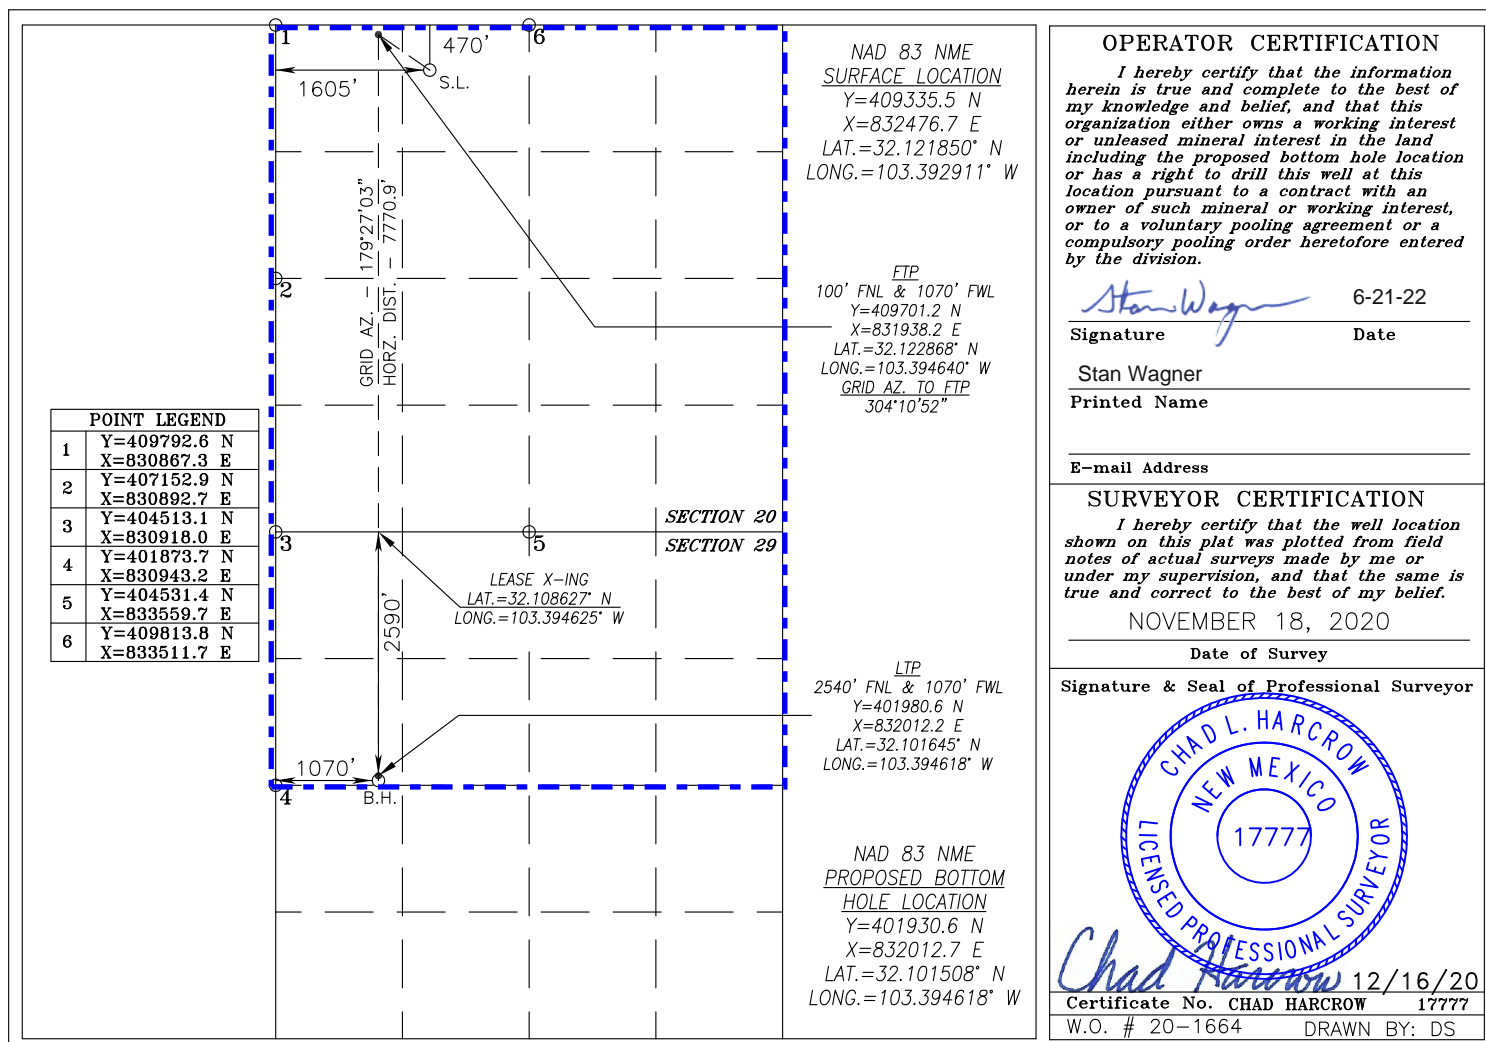 1
6
470'
1605'
S.L.
GRID AZ. - 179°27'03"
HORZ. DIST. - 7770.9'
2
3
5
SECTION 20
SECTION 29
LEASE X-ING
LAT.=32.108627° N
LONG.=103.394625° W
2590'
1070'
4
B.H.
POINT LEGEND
1 Y=409792.6 N
X=830867.3 E
2 Y=407152.9 N
X=830892.7 E
3 Y=404513.1 N
X=830918.0 E
4 Y=401873.7 N
X=830943.2 E
5 Y=404531.4 N
X=833559.7 E
6 Y=409813.8 N
X=833511.7 E
NAD 83 NME
SURFACE LOCATION
Y=409335.5 N
X=832476.7 E
LAT.=32.121850° N
LONG.=103.392911° W
FTP
100' FNL & 1070' FWL
Y=409701.2 N
X=831938.2 E
LAT.=32.122868° N
LONG.=103.394640° W
GRID AZ. TO FTP
304°10'52"
LTP
2540' FNL & 1070' FWL
Y=401980.6 N
X=832012.2 E
LAT.=32.101645° N
LONG.=103.394618° W
NAD 83 NME
PROPOSED BOTTOM
HOLE LOCATION
Y=401930.6 N
X=832012.7 E
LAT.=32.101508° N
LONG.=103.394618° W
OPERATOR CERTIFICATION
I hereby certify that the information
herein is true and complete to the best of
my knowledge and belief, and that this
organization either owns a working interest
or unleased mineral interest in the land
including the proposed bottom hole location
or has a right to drill this well at this
location pursuant to a contract with an
owner of such mineral or working interest,
or to a voluntary pooling agreement or a
compulsory pooling order heretofore entered
by the division.
Stan Wagner 6-21-22
Signature Date
Stan Wagner
Printed Name
E-mail Address
SURVEYOR CERTIFICATION
I hereby certify that the well location
shown on this plat was plotted from field
notes of actual surveys made by me or
under my supervision, and that the same is
true and correct to the best of my belief.
NOVEMBER 18, 2020
Date of Survey
Signature & Seal of Professional Surveyor
CHAD L. HARCROW
NEW MEXICO
17777
LICENSED PROFESSIONAL SURVEYOR
Chad Harcrow 12/16/20
Certificate No. CHAD HARCROW 17777
W.O. # 20-1664 DRAWN BY: DS